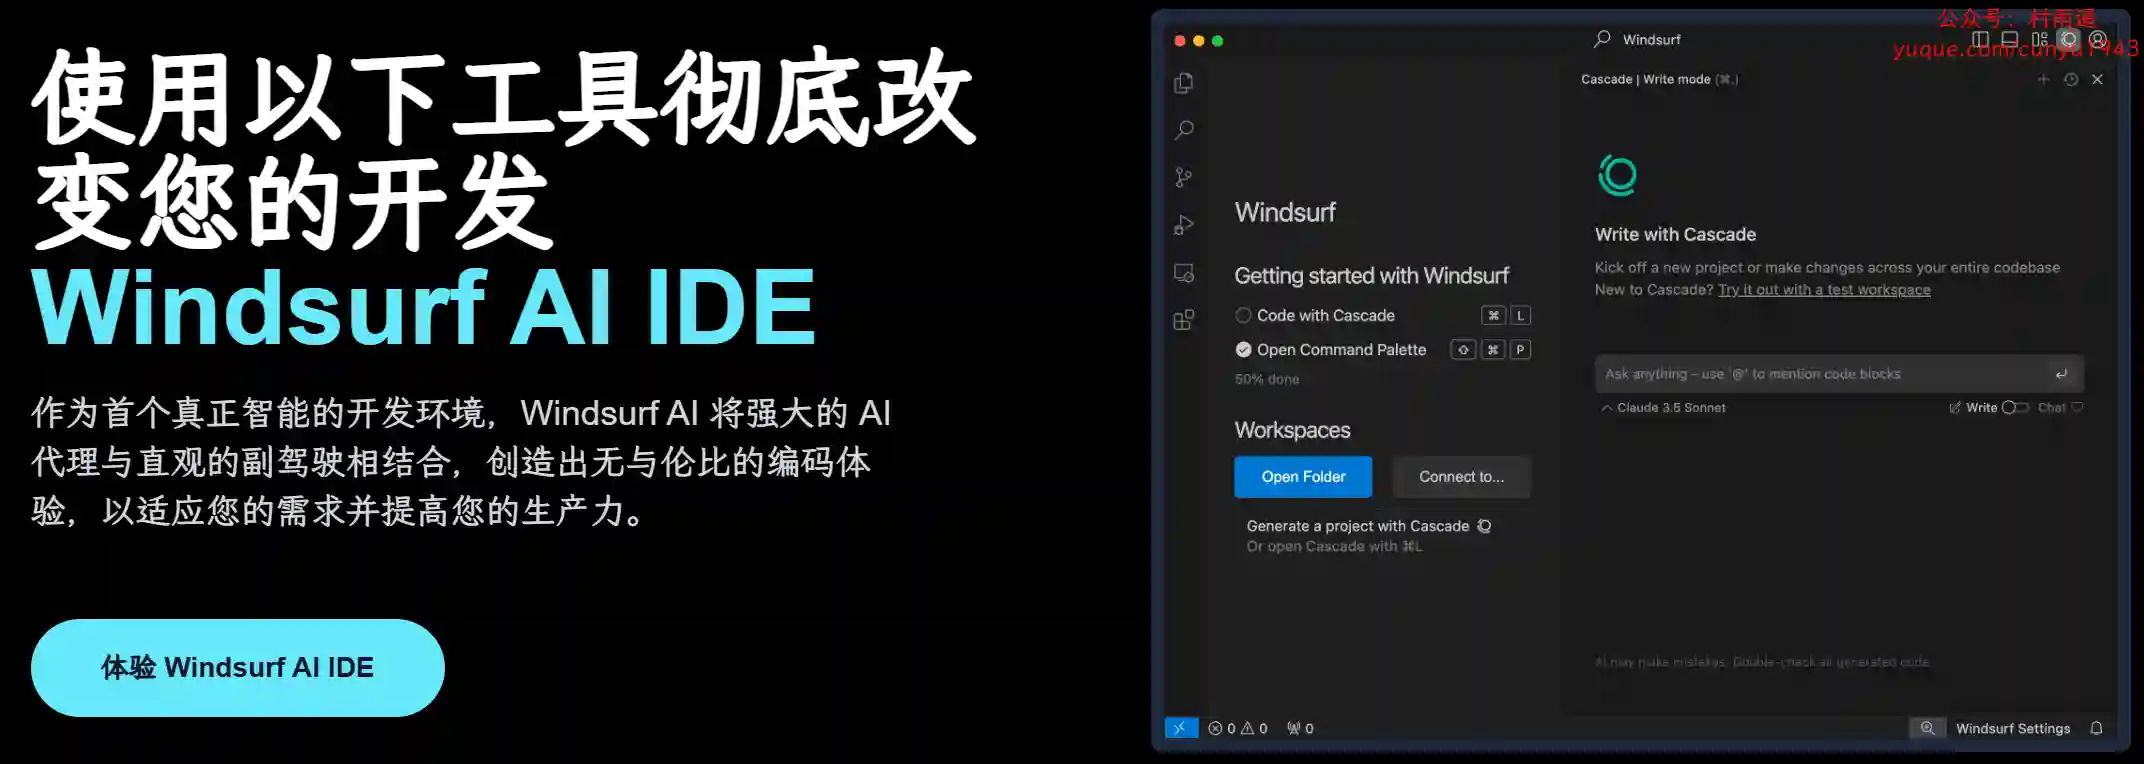 使用以下工具彻底改
变您的开发
Windsurf AI IDE
作为首个真正智能的开发环境，Windsurf AI 将强大的 AI
代理与直观的副驾驶相结合，创造出无与伦比的编码体
验，以适应您的需求并提高您的生产力。
体验 Windsurf AI IDE
公众号：村雨遥
yuque.com/cunyu1943
Windsurf
Cascade | Write mode (⌘.)
Windsurf
Getting started with Windsurf
Code with Cascade ⌘ L
Open Command Palette ⇧ ⌘ P
50% done
Workspaces
Open Folder Connect to...
Generate a project with Cascade
Or open Cascade with ⌘L
Write with Cascade
Kick off a new project or make changes across your entire codebase
New to Cascade? Try it out with a test workspace
Ask anything - use '@' to mention code blocks
Claude 3.5 Sonnet Write Chat
AI may make mistakes. Double-check all generated code.
0 0 0 Windsurf Settings